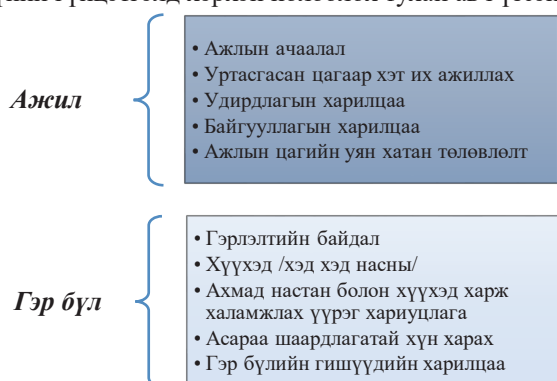 Ажил
• Ажлын ачаалал
• Уртасгасан цагаар хэт их ажиллах
• Удирдлагын харилцаа
• Байгууллагын харилцаа
• Ажлын цагийн уян хатан төлөвлөлт
Гэр бүл
• Гэрлэлтийн байдал
• Хүүхэд /хэд хэд насны/
• Ахмад настан болон хүүхэд харж
халамжлах үүрэг хариуцлага
• Асараа шаардлагатай хүн харах
• Гэр бүлийн гишүүдийн харилцаа